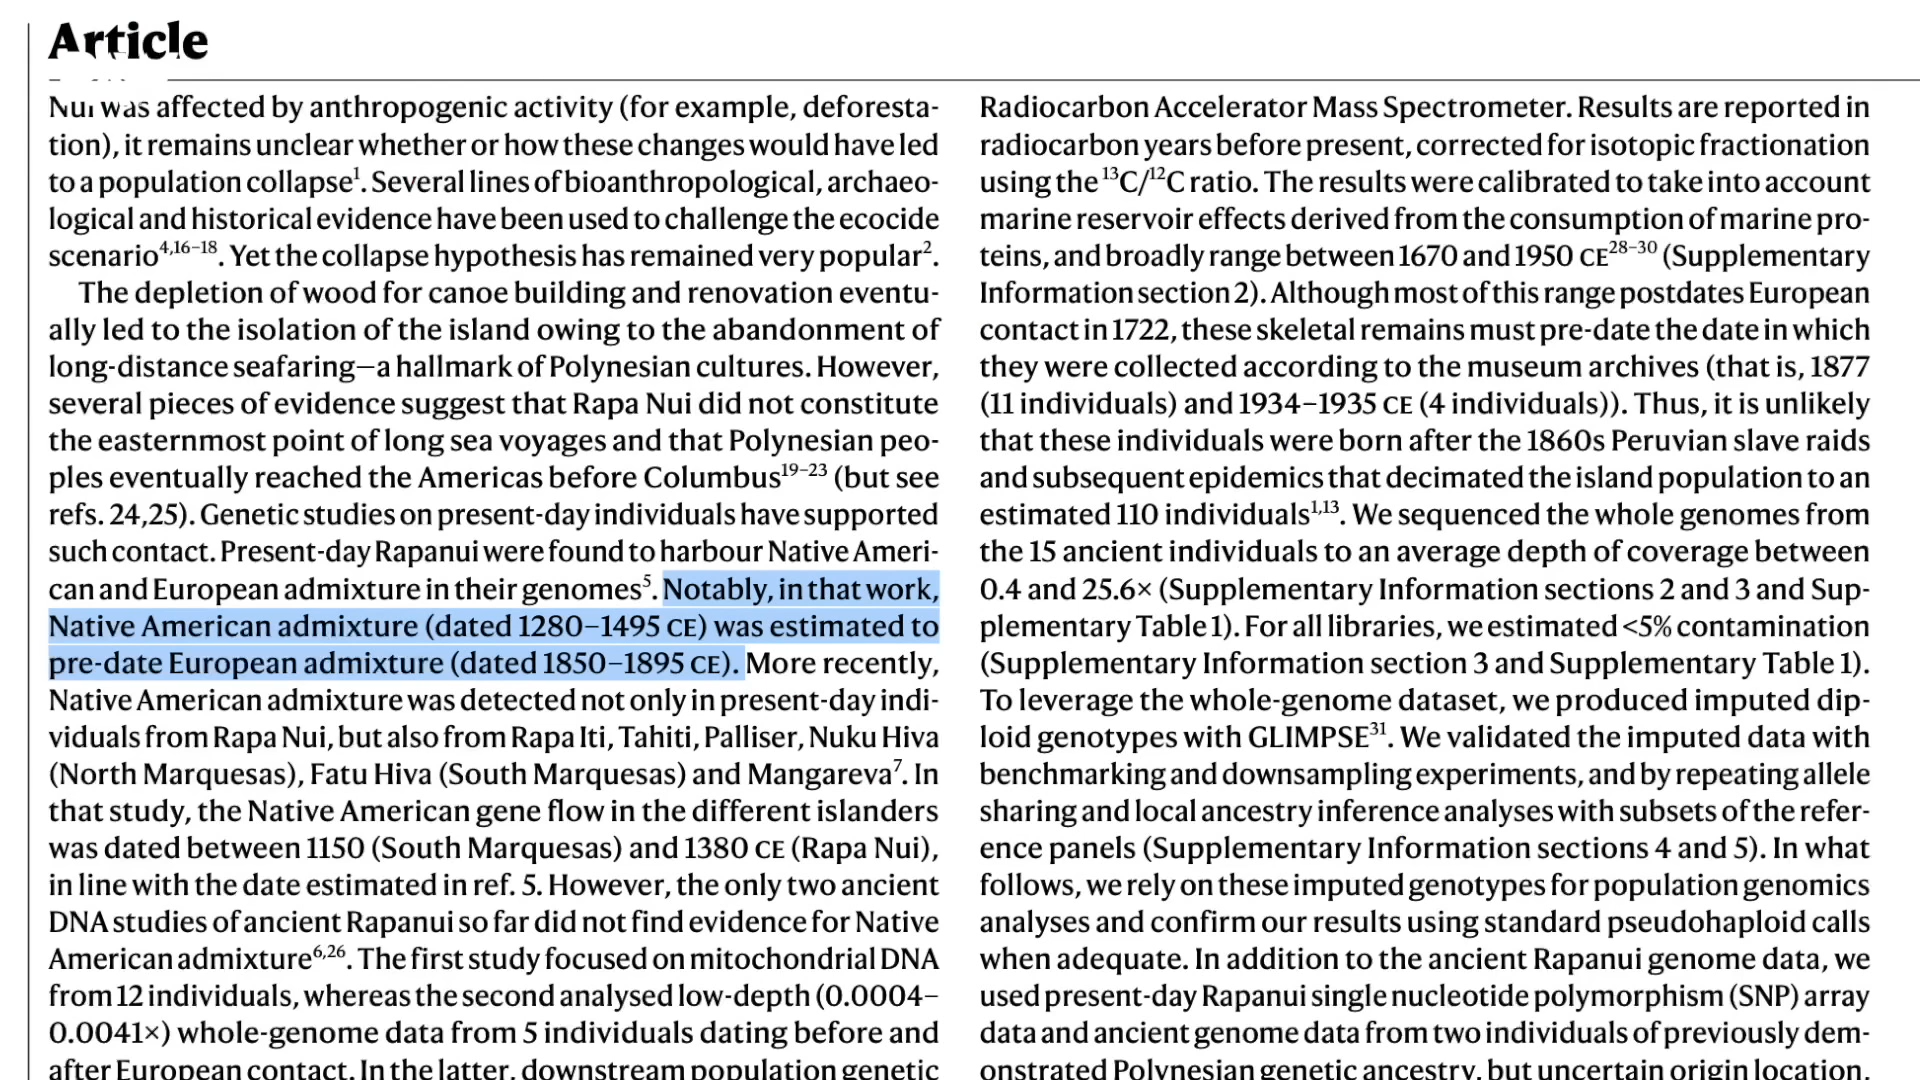 Article
Nui was affected by anthropogenic activity (for example, deforesta-
tion), it remains unclear whether or how these changes would have led
to a population collapse¹. Several lines of bioanthropological, archaeo-
logical and historical evidence have been used to challenge the ecocide
scenario⁴,¹⁶⁻¹⁸. Yet the collapse hypothesis has remained very popular².
The depletion of wood for canoe building and renovation eventu-
ally led to the isolation of the island owing to the abandonment of
long-distance seafaring—a hallmark of Polynesian cultures. However,
several pieces of evidence suggest that Rapa Nui did not constitute
the easternmost point of long sea voyages and that Polynesian peo-
ples eventually reached the Americas before Columbus¹⁹⁻²³ (but see
refs. 24,25). Genetic studies on present-day individuals have supported
such contact. Present-day Rapanui were found to harbour Native Ameri-
can and European admixture in their genomes⁵. Notably, in that work,
Native American admixture (dated 1280–1495 CE) was estimated to
pre-date European admixture (dated 1850–1895 CE). More recently,
Native American admixture was detected not only in present-day indi-
viduals from Rapa Nui, but also from Rapa Iti, Tahiti, Palliser, Nuku Hiva
(North Marquesas), Fatu Hiva (South Marquesas) and Mangareva⁷. In
that study, the Native American gene flow in the different islanders
was dated between 1150 (South Marquesas) and 1380 CE (Rapa Nui),
in line with the date estimated in ref. 5. However, the only two ancient
DNA studies of ancient Rapanui so far did not find evidence for Native
American admixture⁶,²⁶. The first study focused on mitochondrial DNA
from 12 individuals, whereas the second analysed low-depth (0.0004–
0.0041×) whole-genome data from 5 individuals dating before and
after European contact. In the latter, downstream population genetic
Radiocarbon Accelerator Mass Spectrometer. Results are reported in
radiocarbon years before present, corrected for isotopic fractionation
using the ¹³C/¹²C ratio. The results were calibrated to take into account
marine reservoir effects derived from the consumption of marine pro-
teins, and broadly range between 1670 and 1950 CE²⁸⁻³⁰ (Supplementary
Information section 2). Although most of this range postdates European
contact in 1722, these skeletal remains must pre-date the date in which
they were collected according to the museum archives (that is, 1877
(11 individuals) and 1934–1935 CE (4 individuals)). Thus, it is unlikely
that these individuals were born after the 1860s Peruvian slave raids
and subsequent epidemics that decimated the island population to an
estimated 110 individuals¹,¹³. We sequenced the whole genomes from
the 15 ancient individuals to an average depth of coverage between
0.4 and 25.6× (Supplementary Information sections 2 and 3 and Sup-
plementary Table 1). For all libraries, we estimated <5% contamination
(Supplementary Information section 3 and Supplementary Table 1).
To leverage the whole-genome dataset, we produced imputed dip-
loid genotypes with GLIMPSE³¹. We validated the imputed data with
benchmarking and downsampling experiments, and by repeating allele
sharing and local ancestry inference analyses with subsets of the refer-
ence panels (Supplementary Information sections 4 and 5). In what
follows, we rely on these imputed genotypes for population genomics
analyses and confirm our results using standard pseudohaploid calls
when adequate. In addition to the ancient Rapanui genome data, we
used present-day Rapanui single nucleotide polymorphism (SNP) array
data and ancient genome data from two individuals of previously dem-
onstrated Polynesian genetic ancestry, but uncertain origin location,